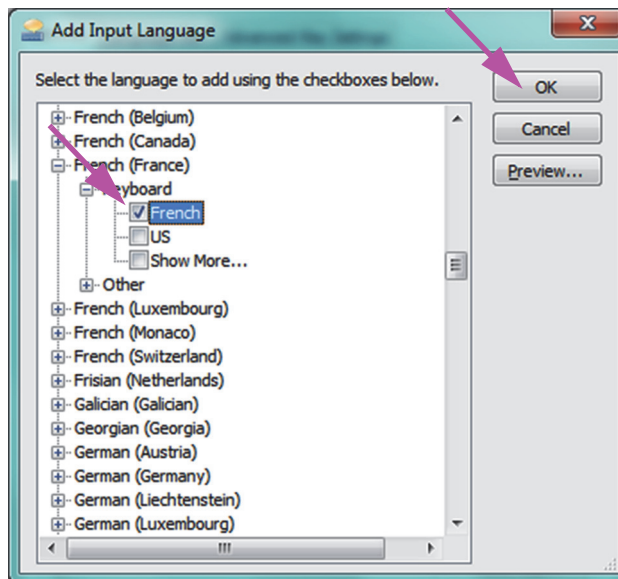 Add Input Language
Select the language to add using the checkboxes below.
French (Belgium)
French (Canada)
French (France)
Keyboard
French
US
Show More...
Other
French (Luxembourg)
French (Monaco)
French (Switzerland)
Frisian (Netherlands)
Galician (Galician)
Georgian (Georgia)
German (Austria)
German (Germany)
German (Liechtenstein)
German (Luxembourg)
OK
Cancel
Preview...